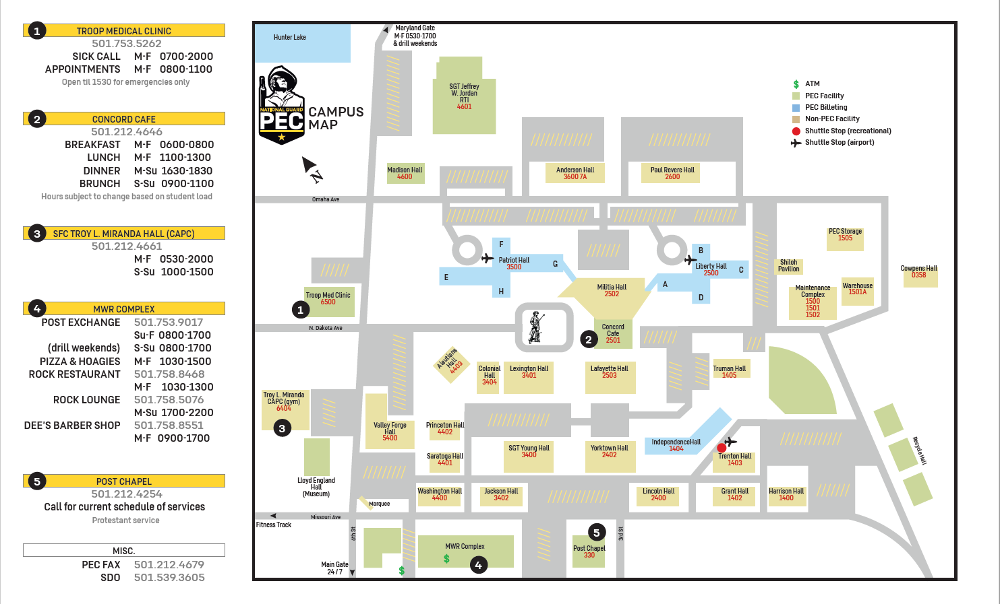 1 TROOP MEDICAL CLINIC
501.753.5262
SICK CALL M-F 0700-2000
APPOINTMENTS M-F 0800-1100
Open til 1530 for emergencies only
2 CONCORD CAFE
501.212.4646
BREAKFAST M-F 0600-0800
LUNCH M-F 1100-1300
DINNER M-Su 1630-1830
BRUNCH S-Su 0900-1100
Hours subject to change based on student load
3 SFC TROY L. MIRANDA HALL (CAPC)
501.212.4661
M-F 0530-2000
S-Su 1000-1500
4 MWR COMPLEX
POST EXCHANGE 501.753.9017
Su-F 0800-1700
(drill weekends) S-Su 0800-1700
PIZZA & HOAGIES M-F 1030-1500
ROCK RESTAURANT 501.758.8468
M-F 1030-1300
ROCK LOUNGE 501.758.5076
M-Su 1700-2200
DEE'S BARBER SHOP 501.758.8551
M-F 0900-1700
5 POST CHAPEL
501.212.4254
Call for current schedule of services
Protestant service
MISC.
PEC FAX 501.212.4679
SDO 501.539.3605
Hunter Lake
Maryland Gate
M-F 0530-1700
& drill weekends
NATIONAL GUARD
PEC
CAMPUS
MAP
N
SGT Jeffrey
W. Jordan
RTI
4601
$ ATM
PEC Facility
PEC Billeting
Non-PEC Facility
Shuttle Stop (recreational)
Shuttle Stop (airport)
Madison Hall
4600
Anderson Hall
3600 7A
Paul Revere Hall
2600
Omaha Ave
PEC Storage
1505
F
Patriot Hall
3500
G
E
H
B
Liberty Hall
2500
C
A
D
Shiloh
Pavilion
Cowpens Hall
0358
Militia Hall
2502
Maintenance
Complex
1500
1501
1502
Warehouse
1501A
Troop Med Clinic
6500
1
N. Dakota Ave
Concord
Cafe
2501
2
Aleutians
Hall
4403
Colonial
Hall
3404
Lexington Hall
3401
Lafayette Hall
2503
Truman Hall
1405
Troy L. Miranda
CAPC (gym)
6404
3
Valley Forge
Hall
5400
Princeton Hall
4402
SGT Young Hall
3400
Yorktown Hall
2402
IndependenceHall
1404
Saratoga Hall
4401
Trenton Hall
1403
Recycle Hall
Lloyd England
Hall
(Museum)
Washington Hall
4400
Jackson Hall
3402
Lincoln Hall
2400
Grant Hall
1402
Harrison Hall
1400
Marquee
Missouri Ave
Fitness Track
6th St
3rd St
MWR Complex
$
4
5
Post Chapel
330
Main Gate
24 / 7
$